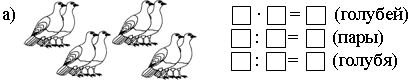 а)
□ · □ = □ (голубей)
□ : □ = □ (пары)
□ : □ = □ (голубя)